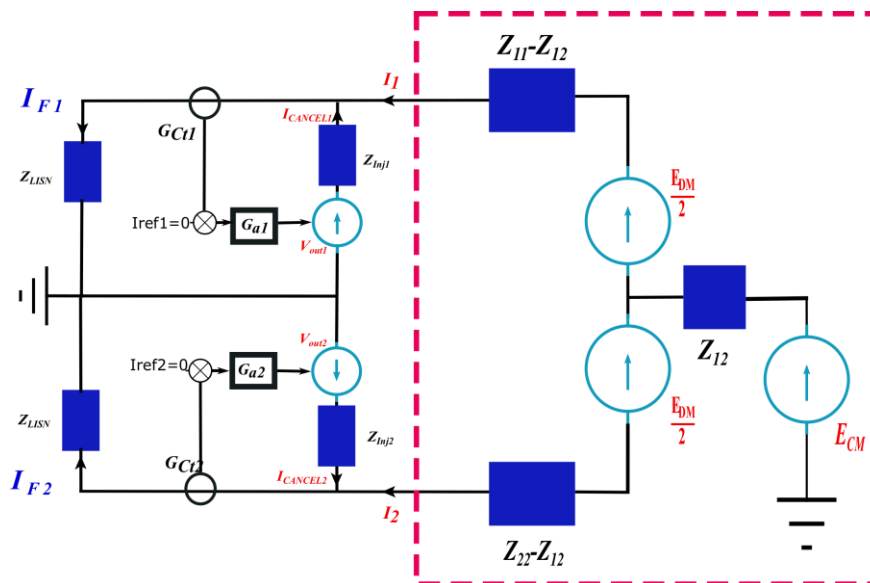 Z11-Z12
I1
IF1
ICANCEL1
GCt1
ZInj1
ZLISN
EDM
2
Iref1=0
Ga1
Vout1
Vout2
Z12
Iref2=0
Ga2
EDM
2
ZLISN
ZInj2
ECM
GCt2
ICANCEL2
IF2
I2
Z22-Z12